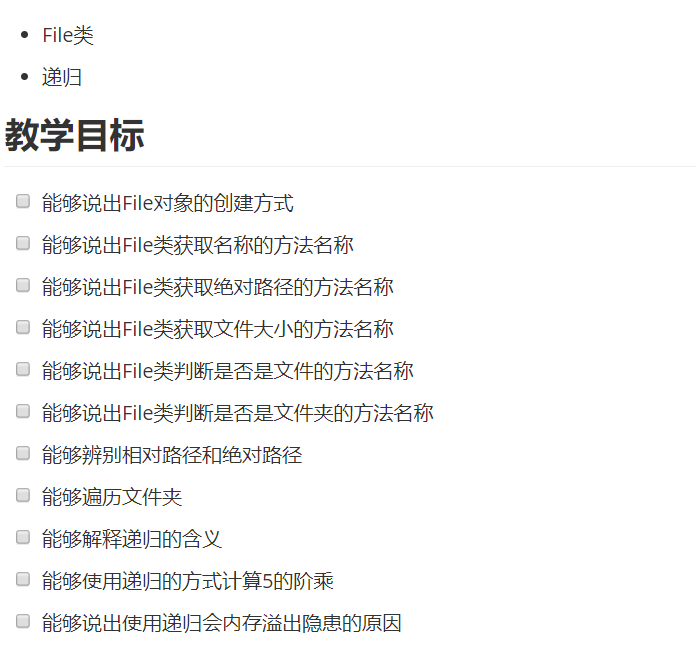 File类
递归
教学目标
能够说出File对象的创建方式
能够说出File类获取名称的方法名称
能够说出File类获取绝对路径的方法名称
能够说出File类获取文件大小的方法名称
能够说出File类判断是否是文件的方法名称
能够说出File类判断是否是文件夹的方法名称
能够辨别相对路径和绝对路径
能够遍历文件夹
能够解释递归的含义
能够使用递归的方式计算5的阶乘
能够说出使用递归会内存溢出隐患的原因